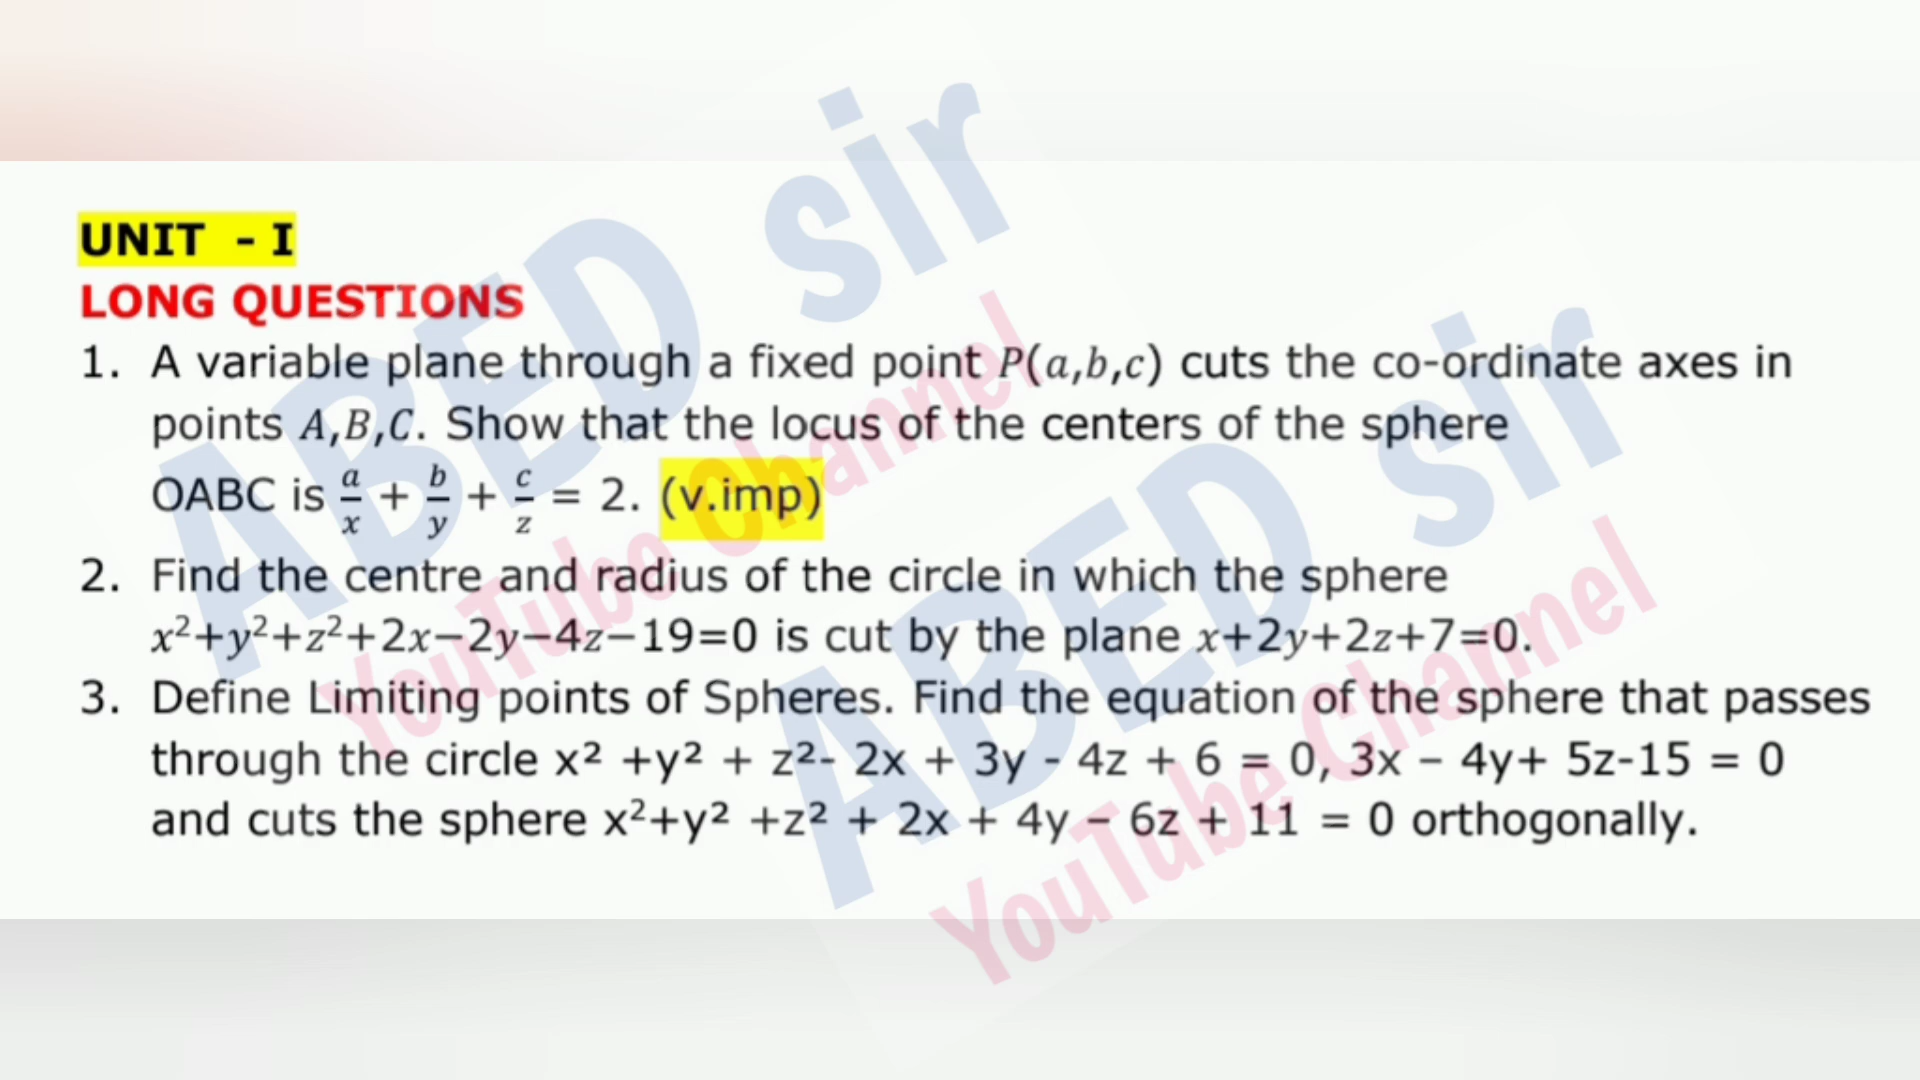 UNIT - I
LONG QUESTIONS
1. A variable plane through a fixed point P(a,b,c) cuts the co-ordinate axes in
points A,B,C. Show that the locus of the centers of the sphere
OABC is a/x + b/y + c/z = 2. (v.imp)
2. Find the centre and radius of the circle in which the sphere
x²+y²+z²+2x−2y−4z−19=0 is cut by the plane x+2y+2z+7=0.
3. Define Limiting points of Spheres. Find the equation of the sphere that passes
through the circle x² +y² + z²- 2x + 3y - 4z + 6 = 0, 3x – 4y+ 5z-15 = 0
and cuts the sphere x²+y² +z² + 2x + 4y – 6z + 11 = 0 orthogonally.
ABED sir
YouTube Channel
ABED sir
YouTube Channel